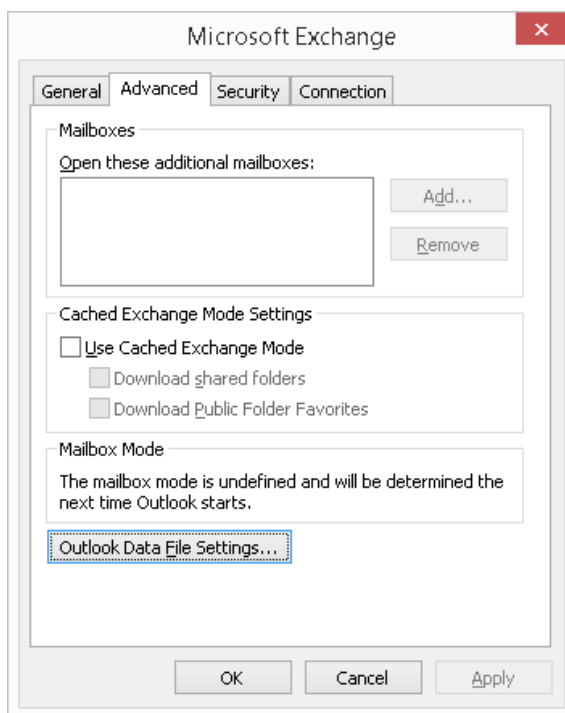 Microsoft Exchange
General Advanced Security Connection
Mailboxes
Open these additional mailboxes:
Add...
Remove
Cached Exchange Mode Settings
Use Cached Exchange Mode
Download shared folders
Download Public Folder Favorites
Mailbox Mode
The mailbox mode is undefined and will be determined the
next time Outlook starts.
Outlook Data File Settings...
OK Cancel Apply